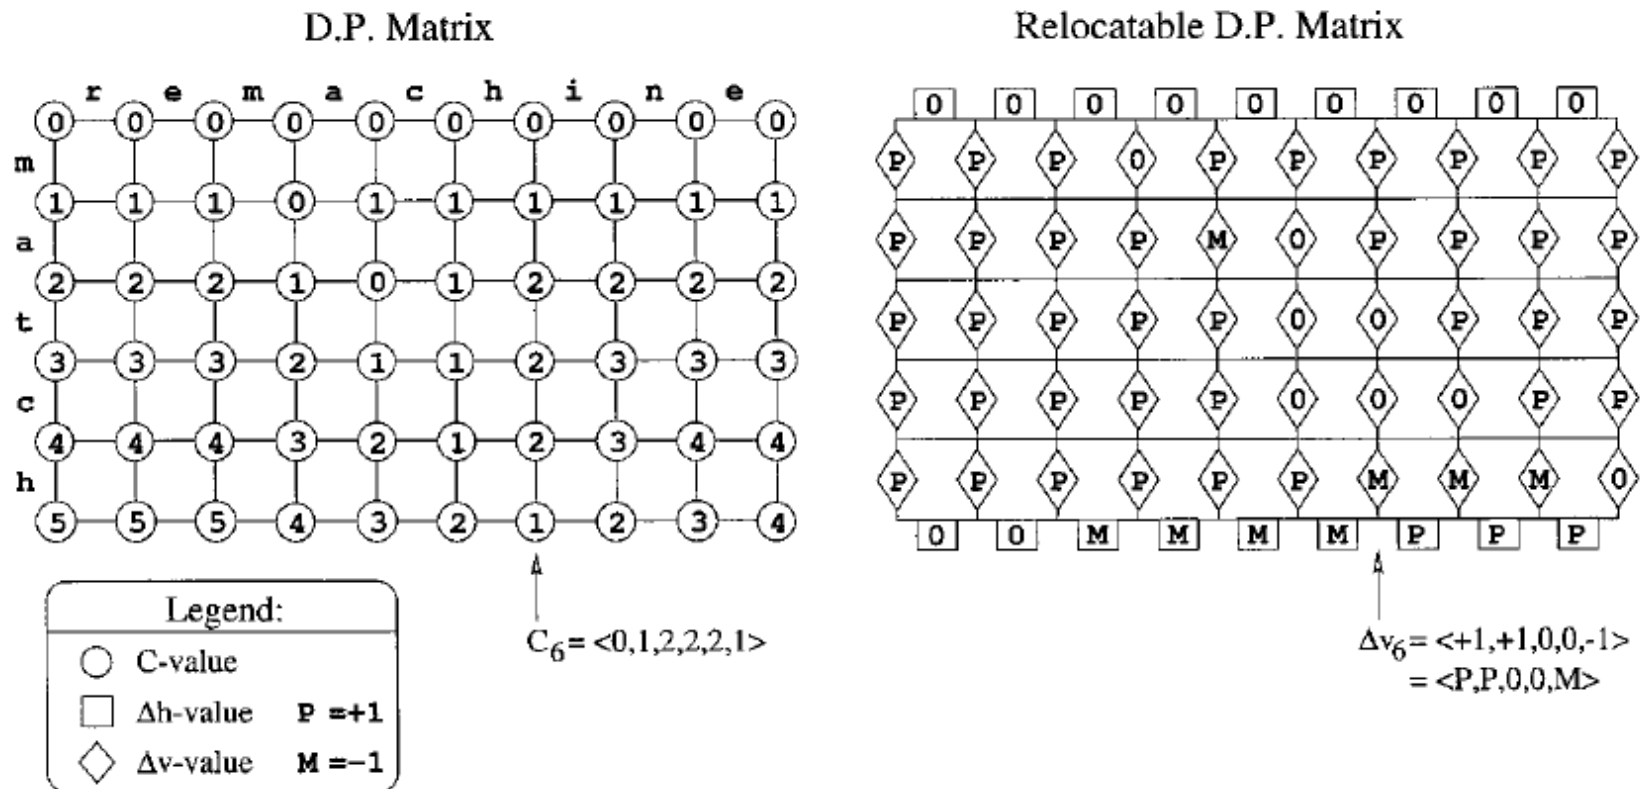 D.P. Matrix
r e m a c h i n e
0 0 0 0 0 0 0 0 0 0
m
1 1 1 0 1 1 1 1 1 1
a
2 2 2 1 0 1 2 2 2 2
t
3 3 3 2 1 1 2 3 3 3
c
4 4 4 3 2 1 2 3 4 4
h
5 5 5 4 3 2 1 2 3 4
C6 = <0,1,2,2,2,1>
Legend:
C-value
Δh-value P =+1
Δv-value M =-1
Relocatable D.P. Matrix
0 0 0 0 0 0 0 0 0
P P P 0 P P P P P P
P P P P M 0 P P P P
P P P P P 0 0 P P P
P P P P P 0 0 0 P P
P P P P P P M M M 0
0 0 M M M M P P P
Δv6 = <+1,+1,0,0,-1>
= <P,P,0,0,M>